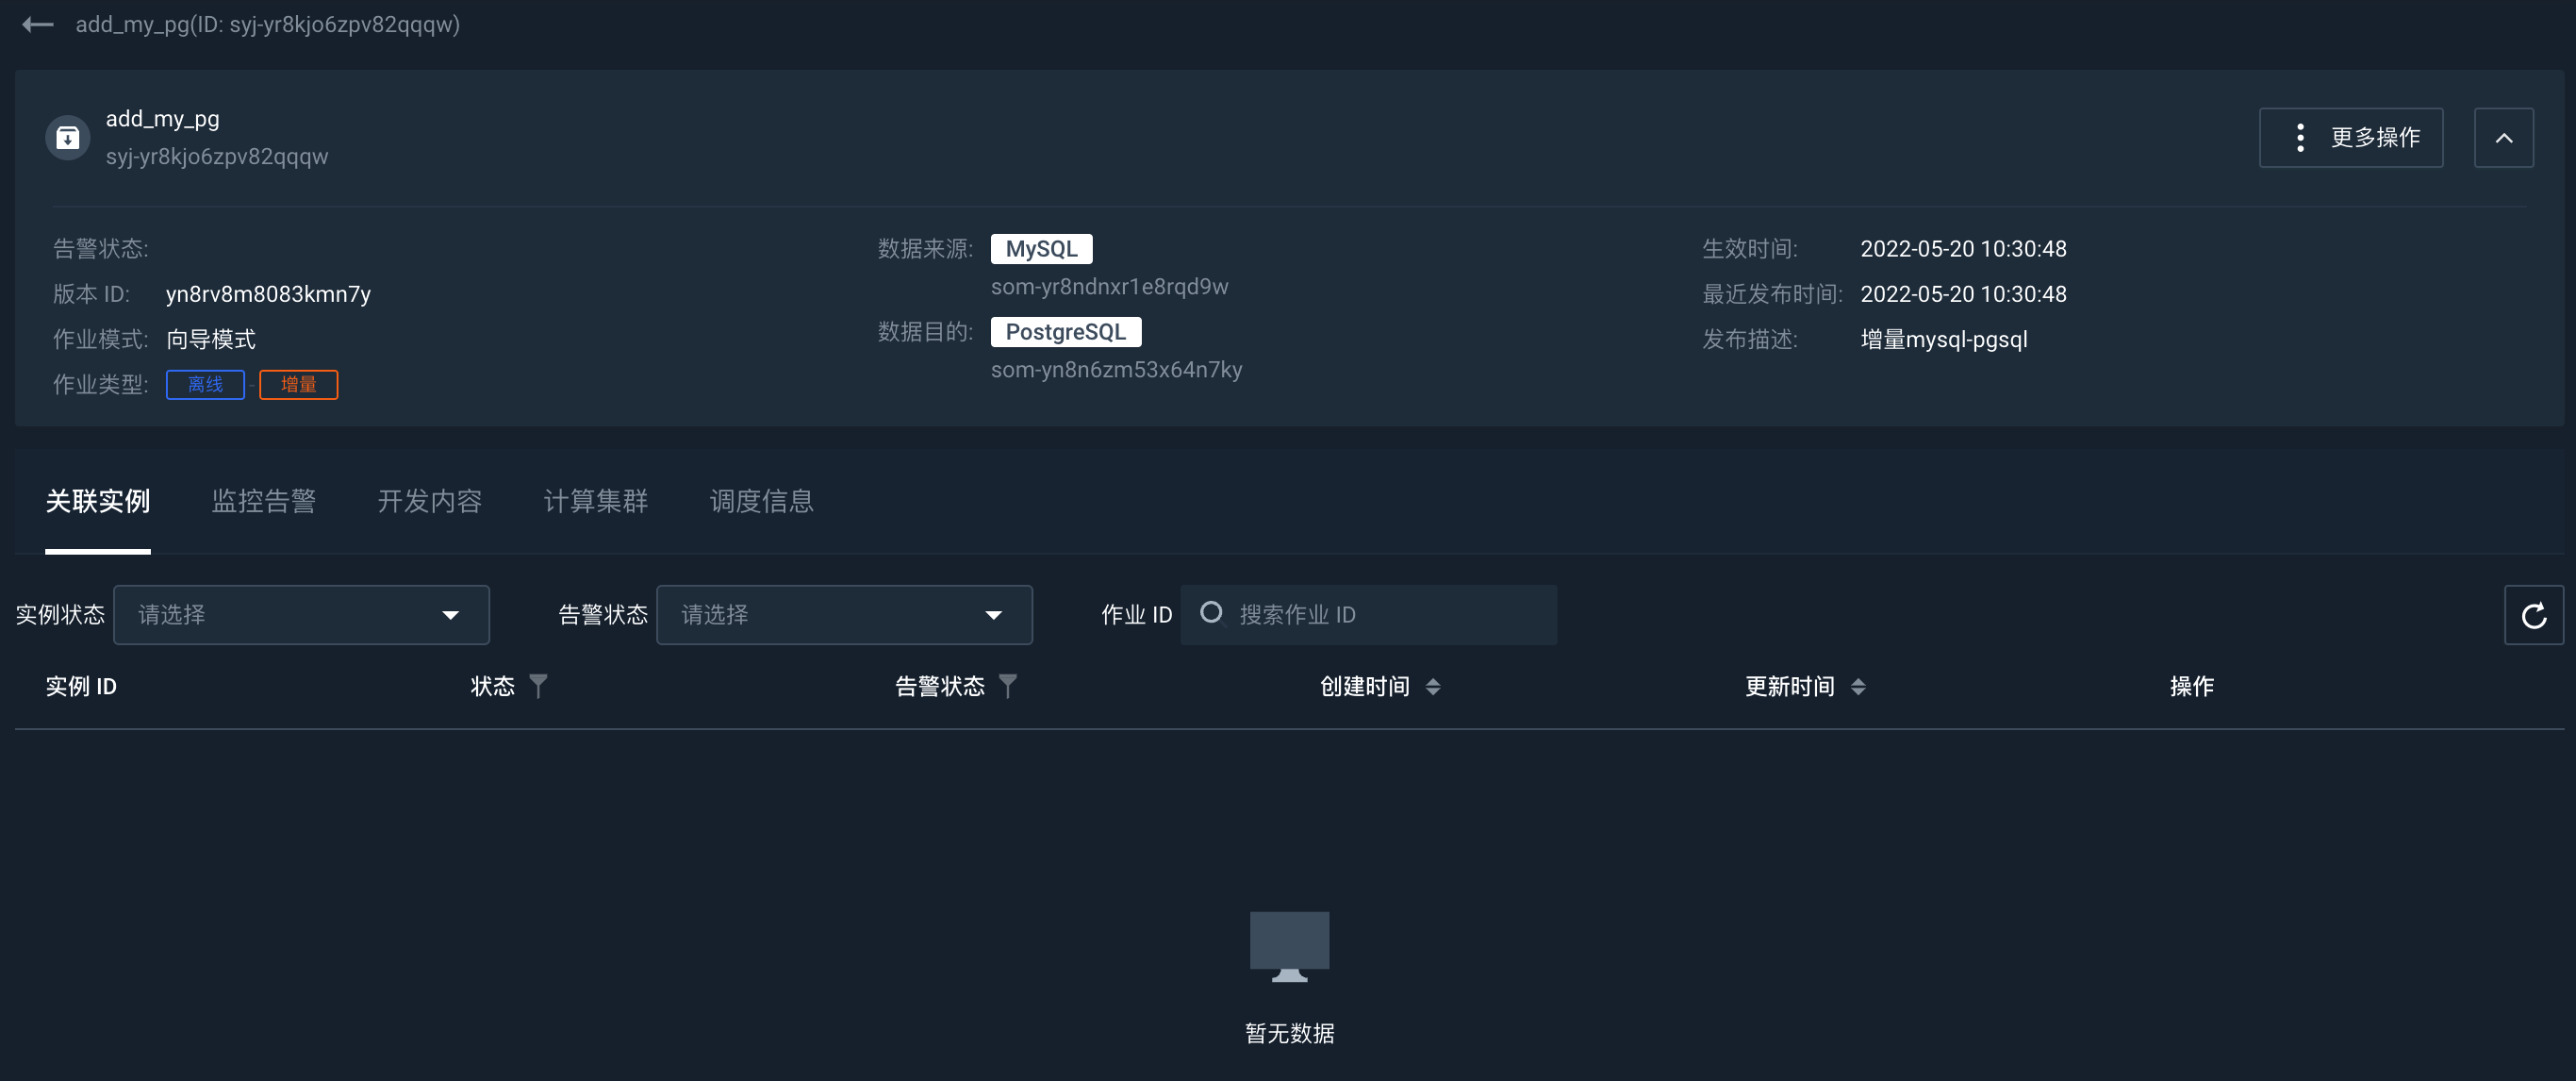 add_my_pg(ID: syj-yr8kjo6zpv82qqqw)
add_my_pg
syj-yr8kjo6zpv82qqqw
更多操作
告警状态:
版本 ID: yn8rv8m8083kmn7y
作业模式: 向导模式
作业类型: 离线 - 增量
数据来源: MySQL
som-yr8ndnxr1e8rqd9w
数据目的: PostgreSQL
som-yn8n6zm53x64n7ky
生效时间: 2022-05-20 10:30:48
最近发布时间: 2022-05-20 10:30:48
发布描述: 增量mysql-pgsql
关联实例 监控告警 开发内容 计算集群 调度信息
实例状态 请选择 告警状态 请选择 作业 ID 搜索作业 ID
实例 ID 状态 告警状态 创建时间 更新时间 操作
暂无数据